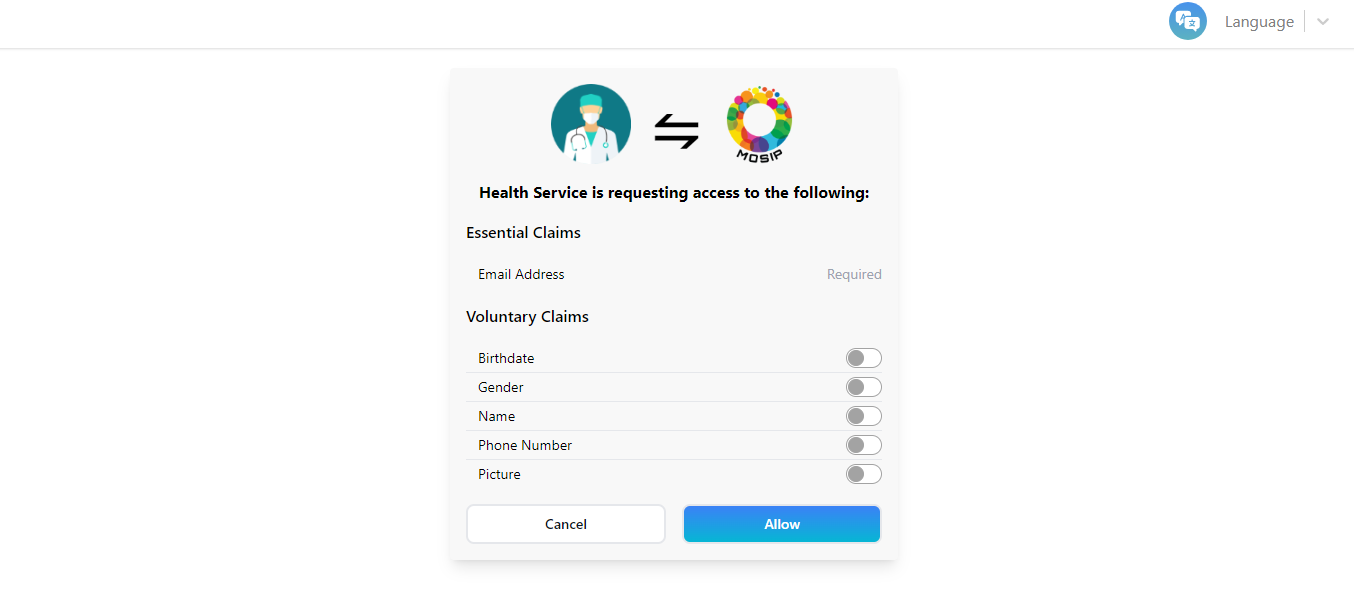 Language
MOSIP
Health Service is requesting access to the following:
Essential Claims
Email Address Required
Voluntary Claims
Birthdate
Gender
Name
Phone Number
Picture
Cancel Allow